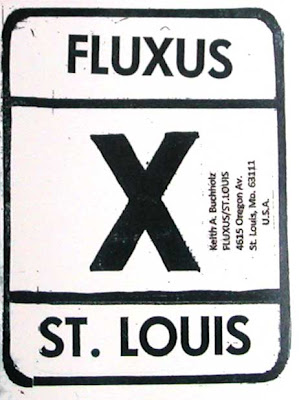 FLUXUS
X
Keith A. Buchholz
FLUXUS/ST.LOUIS
4615 Oregon Av.
St. Louis, Mo. 63111
U.S.A.
ST. LOUIS